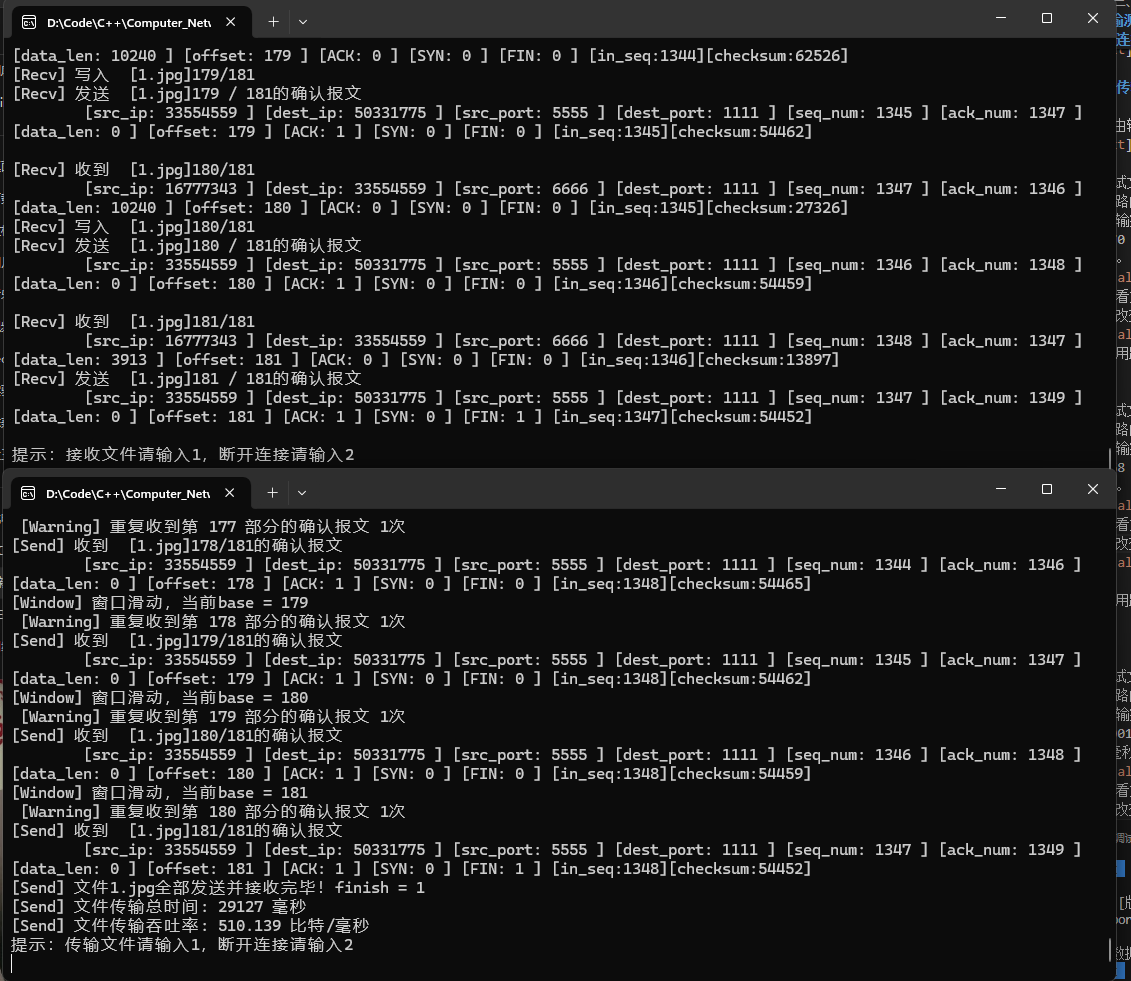 D:\Code\C++\Computer_Netv
[data_len: 10240 ] [offset: 179 ] [ACK: 0 ] [SYN: 0 ] [FIN: 0 ] [in_seq:1344][checksum:62526]
[Recv] 写入  [1.jpg]179/181
[Recv] 发送  [1.jpg]179 / 181的确认报文
[src_ip: 33554559 ] [dest_ip: 50331775 ] [src_port: 5555 ] [dest_port: 1111 ] [seq_num: 1345 ] [ack_num: 1347 ]
[data_len: 0 ] [offset: 179 ] [ACK: 1 ] [SYN: 0 ] [FIN: 0 ] [in_seq:1345][checksum:54462]
[Recv] 收到  [1.jpg]180/181
[src_ip: 16777343 ] [dest_ip: 33554559 ] [src_port: 6666 ] [dest_port: 1111 ] [seq_num: 1347 ] [ack_num: 1346 ]
[data_len: 10240 ] [offset: 180 ] [ACK: 0 ] [SYN: 0 ] [FIN: 0 ] [in_seq:1345][checksum:27326]
[Recv] 写入  [1.jpg]180/181
[Recv] 发送  [1.jpg]180 / 181的确认报文
[src_ip: 33554559 ] [dest_ip: 50331775 ] [src_port: 5555 ] [dest_port: 1111 ] [seq_num: 1346 ] [ack_num: 1348 ]
[data_len: 0 ] [offset: 180 ] [ACK: 1 ] [SYN: 0 ] [FIN: 0 ] [in_seq:1346][checksum:54459]
[Recv] 收到  [1.jpg]181/181
[src_ip: 16777343 ] [dest_ip: 33554559 ] [src_port: 6666 ] [dest_port: 1111 ] [seq_num: 1348 ] [ack_num: 1347 ]
[data_len: 3913 ] [offset: 181 ] [ACK: 0 ] [SYN: 0 ] [FIN: 0 ] [in_seq:1346][checksum:13897]
[Recv] 发送  [1.jpg]181 / 181的确认报文
[src_ip: 33554559 ] [dest_ip: 50331775 ] [src_port: 5555 ] [dest_port: 1111 ] [seq_num: 1347 ] [ack_num: 1349 ]
[data_len: 0 ] [offset: 181 ] [ACK: 1 ] [SYN: 0 ] [FIN: 1 ] [in_seq:1347][checksum:54452]
提示：接收文件请输入1，断开连接请输入2
D:\Code\C++\Computer_Netv
[Warning] 重复收到第 177 部分的确认报文 1次
[Send] 收到  [1.jpg]178/181的确认报文
[src_ip: 33554559 ] [dest_ip: 50331775 ] [src_port: 5555 ] [dest_port: 1111 ] [seq_num: 1344 ] [ack_num: 1346 ]
[data_len: 0 ] [offset: 178 ] [ACK: 1 ] [SYN: 0 ] [FIN: 0 ] [in_seq:1348][checksum:54465]
[Window] 窗口滑动，当前base = 179
[Warning] 重复收到第 178 部分的确认报文 1次
[Send] 收到  [1.jpg]179/181的确认报文
[src_ip: 33554559 ] [dest_ip: 50331775 ] [src_port: 5555 ] [dest_port: 1111 ] [seq_num: 1345 ] [ack_num: 1347 ]
[data_len: 0 ] [offset: 179 ] [ACK: 1 ] [SYN: 0 ] [FIN: 0 ] [in_seq:1348][checksum:54462]
[Window] 窗口滑动，当前base = 180
[Warning] 重复收到第 179 部分的确认报文 1次
[Send] 收到  [1.jpg]180/181的确认报文
[src_ip: 33554559 ] [dest_ip: 50331775 ] [src_port: 5555 ] [dest_port: 1111 ] [seq_num: 1346 ] [ack_num: 1348 ]
[data_len: 0 ] [offset: 180 ] [ACK: 1 ] [SYN: 0 ] [FIN: 0 ] [in_seq:1348][checksum:54459]
[Window] 窗口滑动，当前base = 181
[Warning] 重复收到第 180 部分的确认报文 1次
[Send] 收到  [1.jpg]181/181的确认报文
[src_ip: 33554559 ] [dest_ip: 50331775 ] [src_port: 5555 ] [dest_port: 1111 ] [seq_num: 1347 ] [ack_num: 1349 ]
[data_len: 0 ] [offset: 181 ] [ACK: 1 ] [SYN: 0 ] [FIN: 1 ] [in_seq:1348][checksum:54452]
[Send] 文件1.jpg全部发送并接收完毕！finish = 1
[Send] 文件传输总时间：29127 毫秒
[Send] 文件传输吞吐率：510.139 比特/毫秒
提示：传输文件请输入1，断开连接请输入2